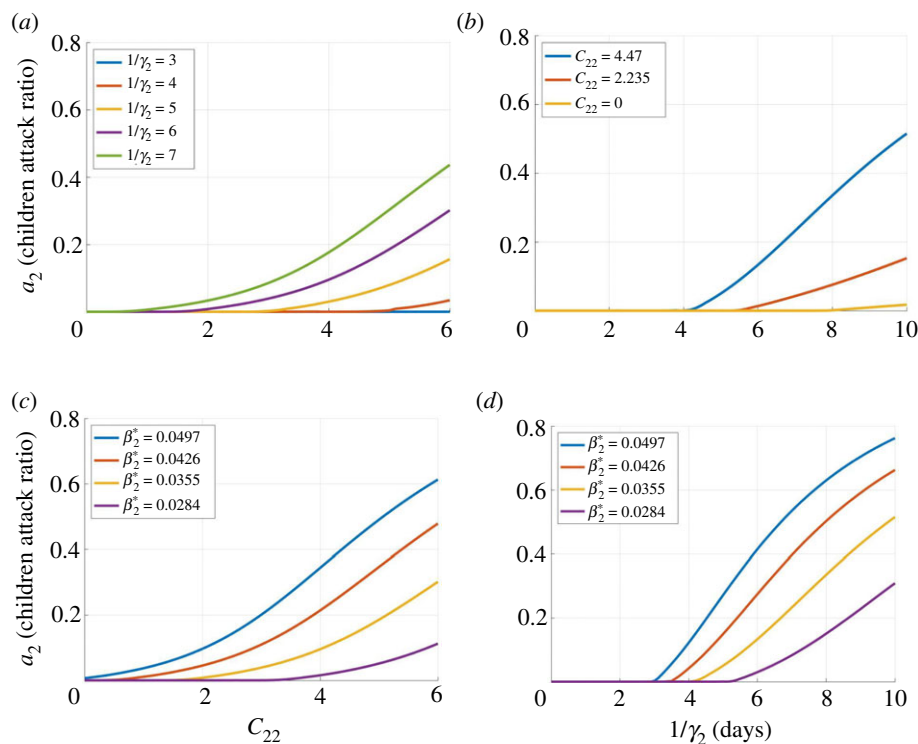 (a)
a₂ (children attack ratio)
0.8
0.6
0.4
0.2
0
2
4
6
1/γ₂ = 3
1/γ₂ = 4
1/γ₂ = 5
1/γ₂ = 6
1/γ₂ = 7
(b)
0.8
0.6
0.4
0.2
0
2
4
6
8
10
C₂₂ = 4.47
C₂₂ = 2.235
C₂₂ = 0
(c)
a₂ (children attack ratio)
0.8
0.6
0.4
0.2
0
2
4
6
C₂₂
β₂* = 0.0497
β₂* = 0.0426
β₂* = 0.0355
β₂* = 0.0284
(d)
0.8
0.6
0.4
0.2
0
2
4
6
8
10
1/γ₂ (days)
β₂* = 0.0497
β₂* = 0.0426
β₂* = 0.0355
β₂* = 0.0284